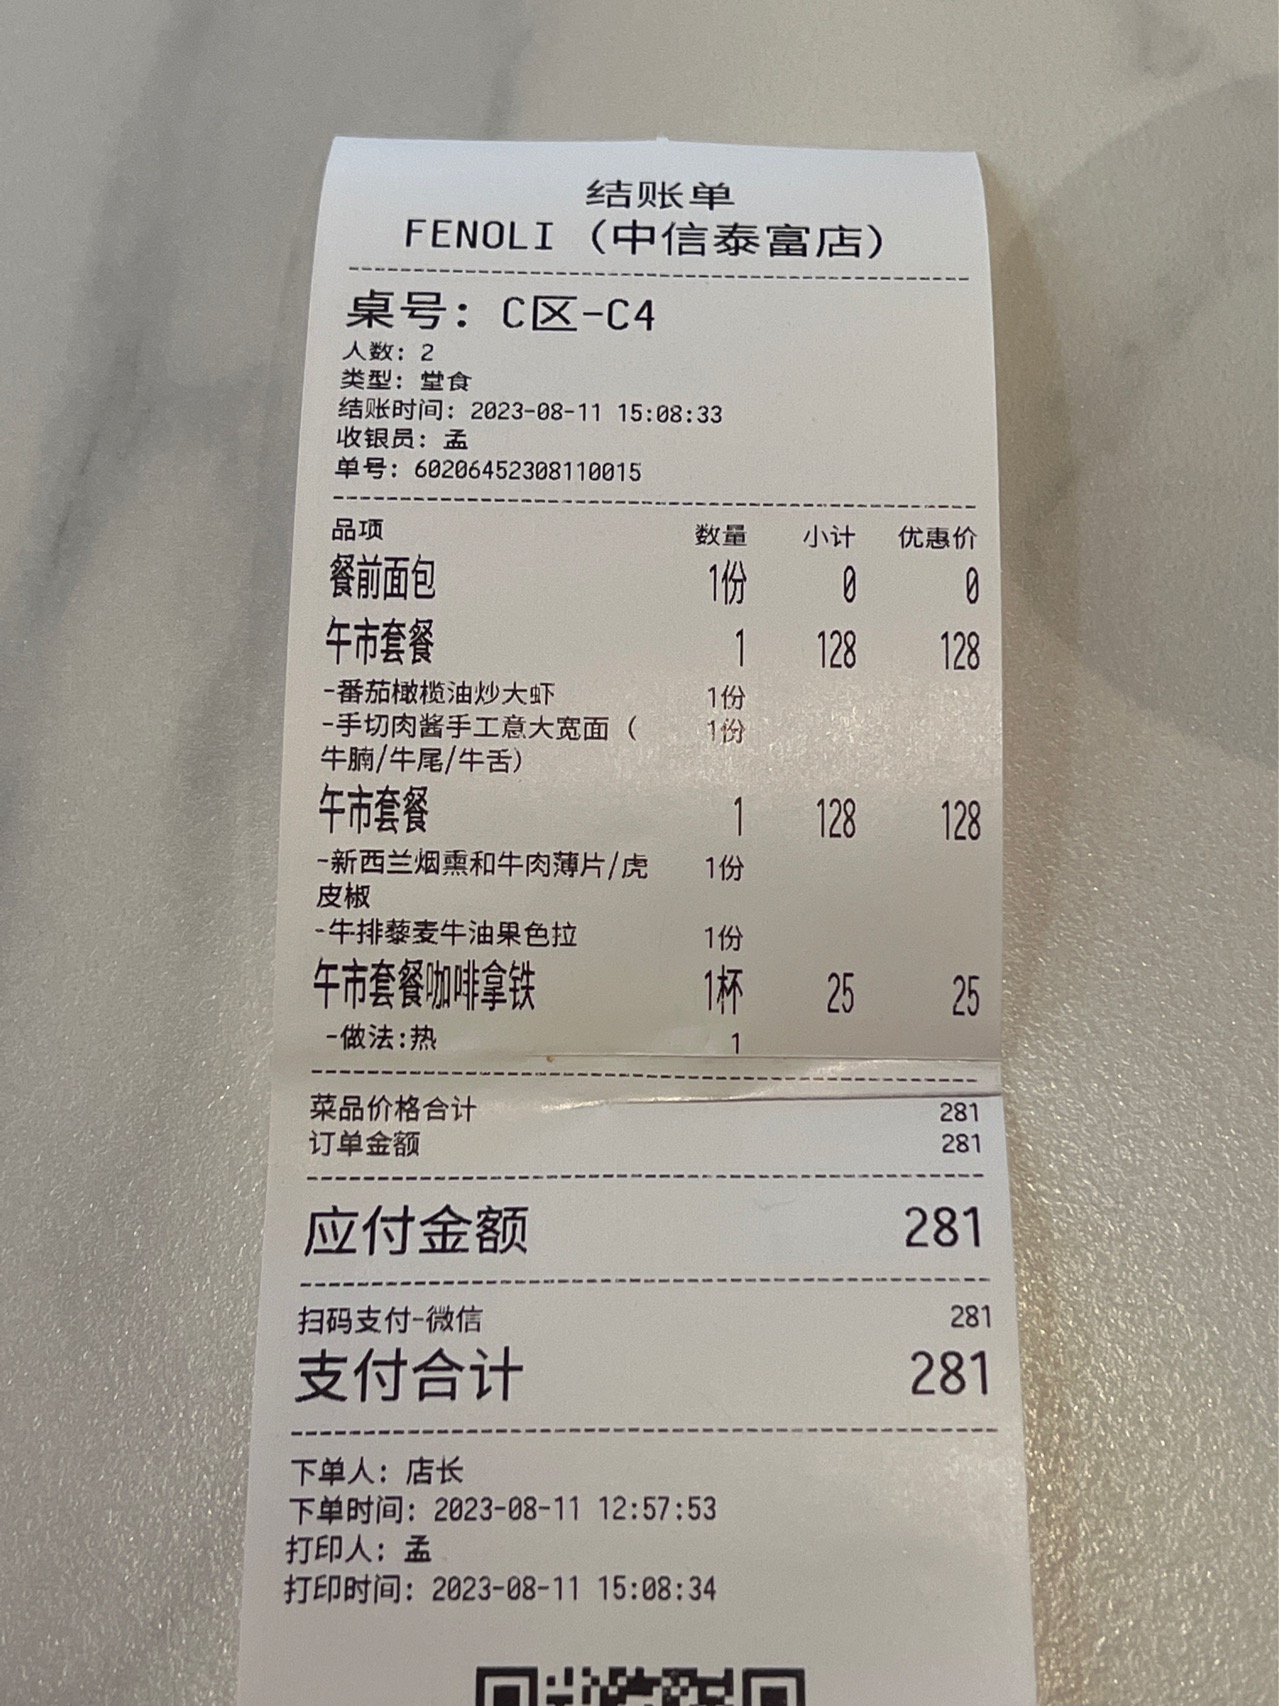 结账单
FENOLI（中信泰富店）
桌号：C区-C4
人数：2
类型：堂食
结账时间：2023-08-11 15:08:33
收银员：孟
单号：60206452308110015
品项 数量 小计 优惠价
餐前面包 1份 0 0
午市套餐 1 128 128
-番茄橄榄油炒大虾 1份
-手切肉酱手工意大宽面（ 1份
牛腩/牛尾/牛舌）
午市套餐 1 128 128
-新西兰烟熏和牛肉薄片/虎 1份
皮椒
-牛排藜麦牛油果色拉 1份
午市套餐咖啡拿铁 1杯 25 25
-做法:热 1
菜品价格合计 281
订单金额 281
应付金额 281
扫码支付-微信 281
支付合计 281
下单人：店长
下单时间：2023-08-11 12:57:53
打印人：孟
打印时间：2023-08-11 15:08:34